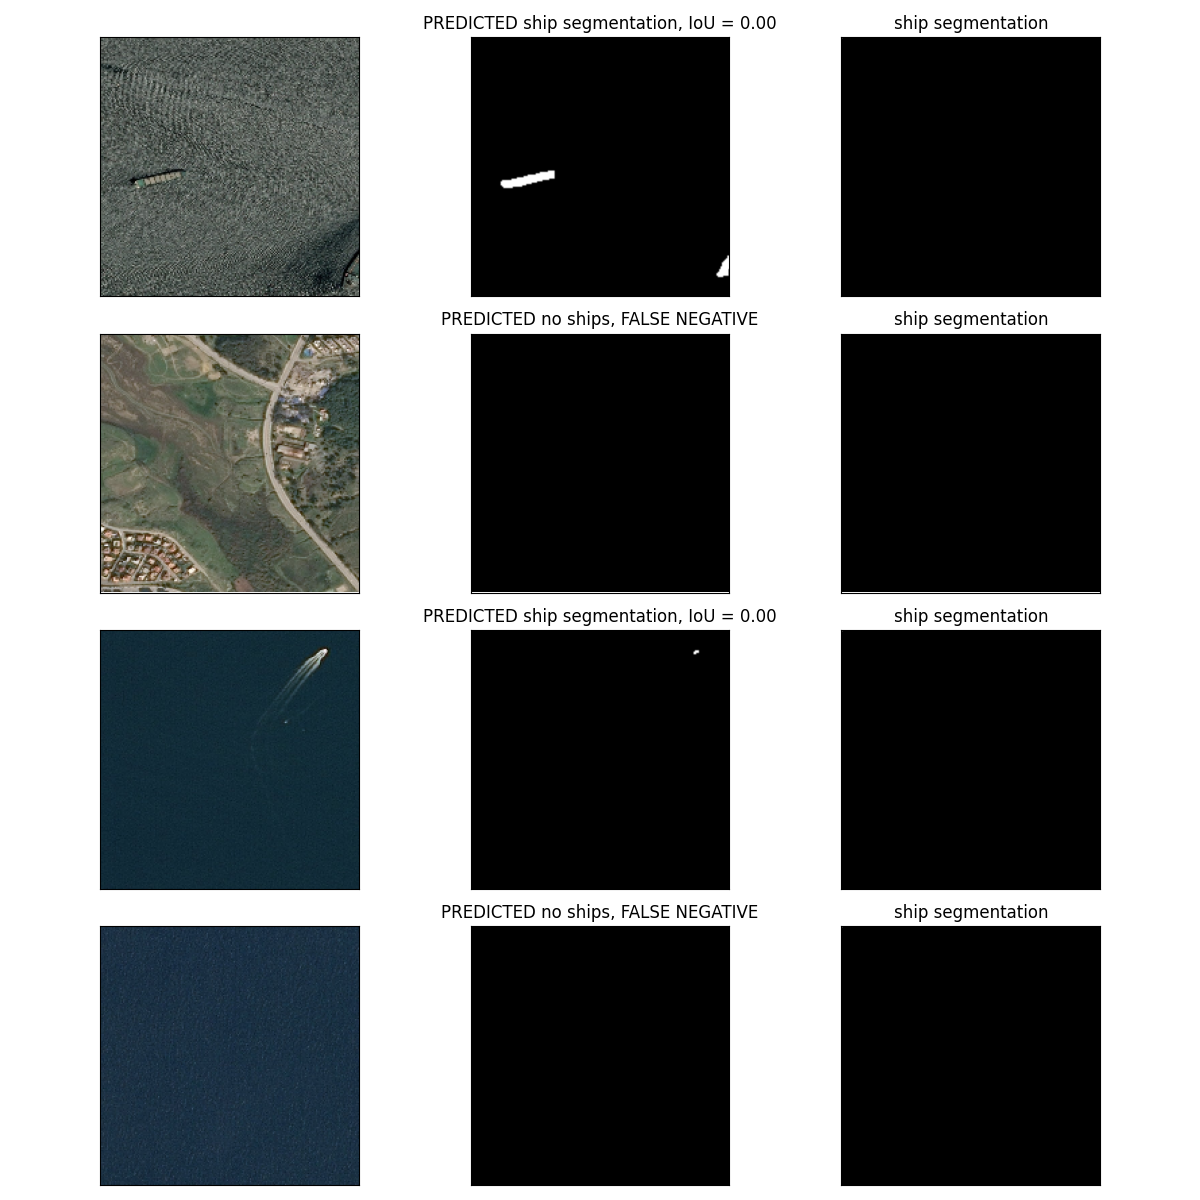 PREDICTED ship segmentation, IoU = 0.00
ship segmentation
PREDICTED no ships, FALSE NEGATIVE
ship segmentation
PREDICTED ship segmentation, IoU = 0.00
ship segmentation
PREDICTED no ships, FALSE NEGATIVE
ship segmentation